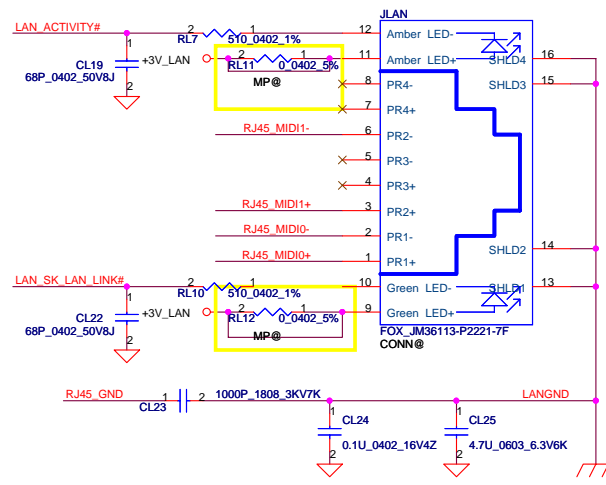 JLAN
LAN_ACTIVITY#
2 1 12 Amber LED-
RL7 510_0402_1%
1
CL19 +3V_LAN 2 1 11 Amber LED+ SHLD4 16
68P_0402_50V8J RL11 0_0402_5%
2 MP@ 8 PR4- SHLD3 15
7 PR4+
RJ45_MIDI1- 6 PR2-
5 PR3-
4 PR3+
RJ45_MIDI1+ 3 PR2+
RJ45_MIDI0- 2 PR1- SHLD2 14
RJ45_MIDI0+ 1 PR1+
LAN_SK_LAN_LINK# 2 1 10 Green LED- SHLD1 13
RL10 510_0402_1%
1
CL22 +3V_LAN 2 1 9 Green LED+
68P_0402_50V8J RL12 0_0402_5% FOX_JM36113-P2221-7F
2 MP@ CONN@
RJ45_GND 1 2 1000P_1808_3KV7K LANGND
CL23
1 1
CL24 CL25
0.1U_0402_16V4Z 4.7U_0603_6.3V6K
2 2